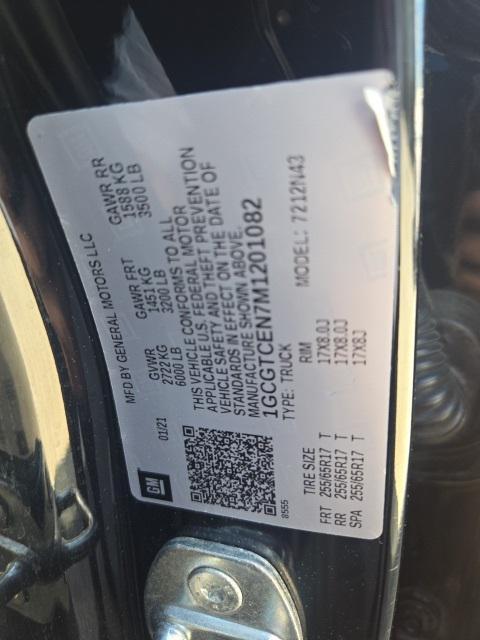 MFD BY GENERAL MOTORS LLC
01/21 GVWR GAWR FRT GAWR RR
2722 KG 1451 KG 1588 KG
6000 LB 3200 LB 3500 LB
GM
THIS VEHICLE CONFORMS TO ALL
APPLICABLE U.S. FEDERAL MOTOR
VEHICLE SAFETY AND THEFT PREVENTION
STANDARDS IN EFFECT ON THE DATE OF
MANUFACTURE SHOWN ABOVE.
1GCGTCEN7M1201082
8555 TYPE: TRUCK MODEL: 7212N43
TIRE SIZE RIM
FRT 255/65R17 T 17X8.0J
RR 255/65R17 T 17X8.0J
SPA 255/65R17 T 17X8J